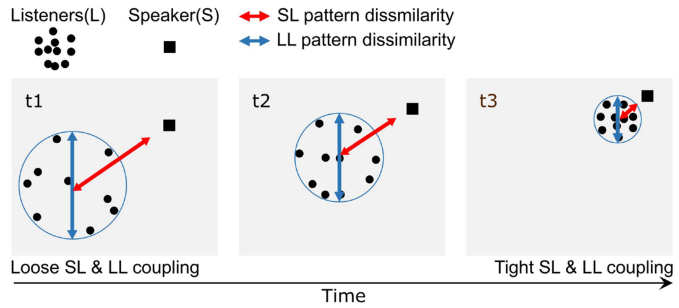 Listeners(L) Speaker(S) SL pattern dissmilarity
LL pattern dissimilarity
t1 t2 t3
Loose SL & LL coupling Tight SL & LL coupling
Time